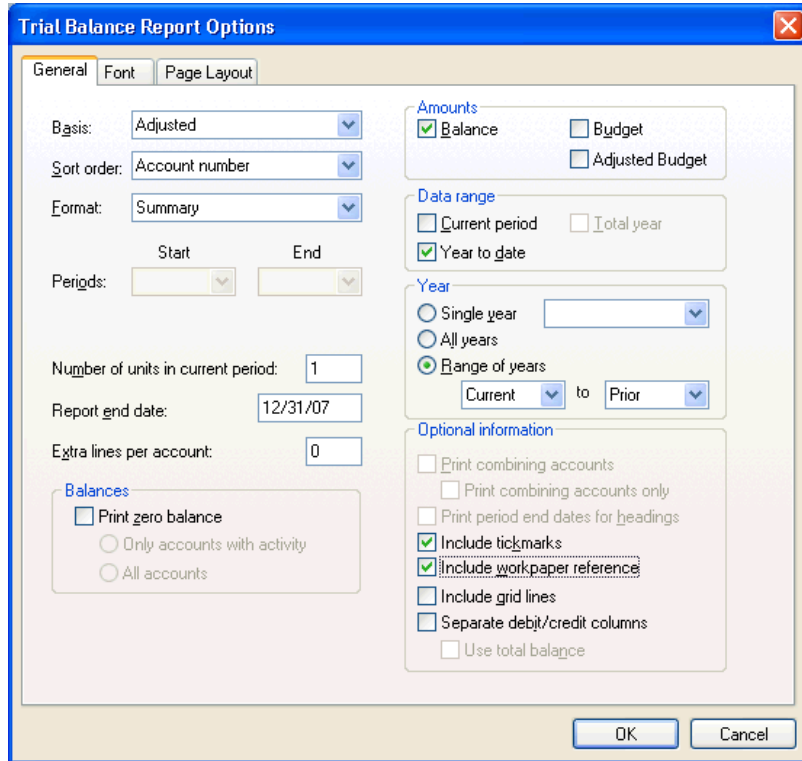 Trial Balance Report Options
General
Font
Page Layout
Basis:
Adjusted
Sort order:
Account number
Format:
Summary
Start
End
Periods:
Number of units in current period:
1
Report end date:
12/31/07
Extra lines per account:
0
Balances
Print zero balance
Only accounts with activity
All accounts
Amounts
Balance
Budget
Adjusted Budget
Data range
Current period
Total year
Year to date
Year
Single year
All years
Range of years
Current
to
Prior
Optional information
Print combining accounts
Print combining accounts only
Print period end dates for headings
Include tickmarks
Include workpaper reference
Include grid lines
Separate debit/credit columns
Use total balance
OK
Cancel